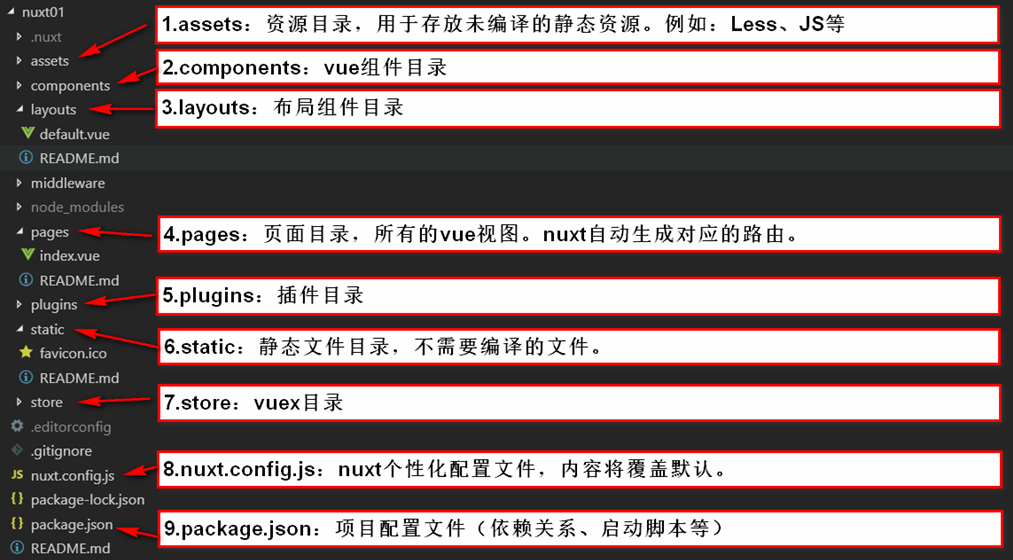 nuxt01
.nuxt
assets
1.assets：资源目录，用于存放未编译的静态资源。例如：Less、JS等
components
2.components：vue组件目录
layouts
3.layouts：布局组件目录
default.vue
README.md
middleware
node_modules
pages
4.pages：页面目录，所有的vue视图。nuxt自动生成对应的路由。
index.vue
README.md
plugins
5.plugins：插件目录
static
6.static：静态文件目录，不需要编译的文件。
favicon.ico
README.md
store
7.store：vuex目录
.editorconfig
.gitignore
JS nuxt.config.js
8.nuxt.config.js：nuxt个性化配置文件，内容将覆盖默认。
{} package-lock.json
{} package.json
9.package.json：项目配置文件（依赖关系、启动脚本等）
README.md